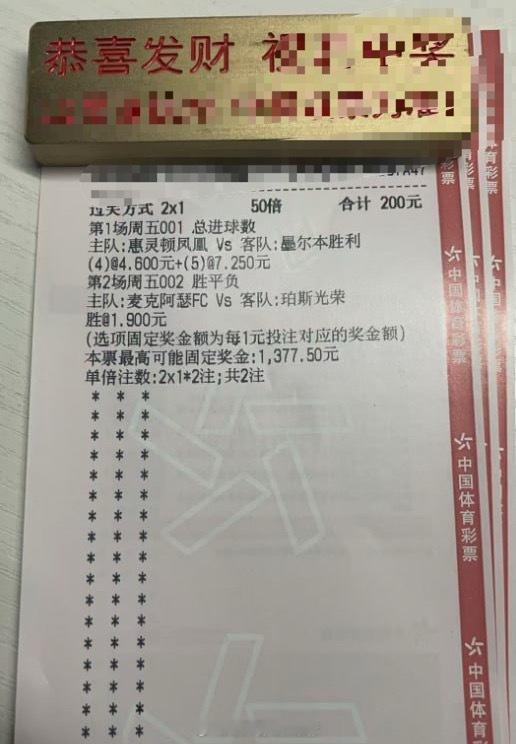 恭喜发财 祝 中奖
过关方式 2x1 50倍 合计 200元
第1场周五001 总进球数
主队:惠灵顿凤凰 Vs 客队:墨尔本胜利
(4)@4.600元+(5)@7.250元
第2场周五002 胜平负
主队:麦克阿瑟FC Vs 客队:珀斯光荣
胜@1.900元
(选项固定奖金额为每1元投注对应的奖金额)
本票最高可能固定奖金:1,377.50元
单倍注数:2x1*2注;共2注
中国体育彩票
中国体育彩票
中国体育彩票